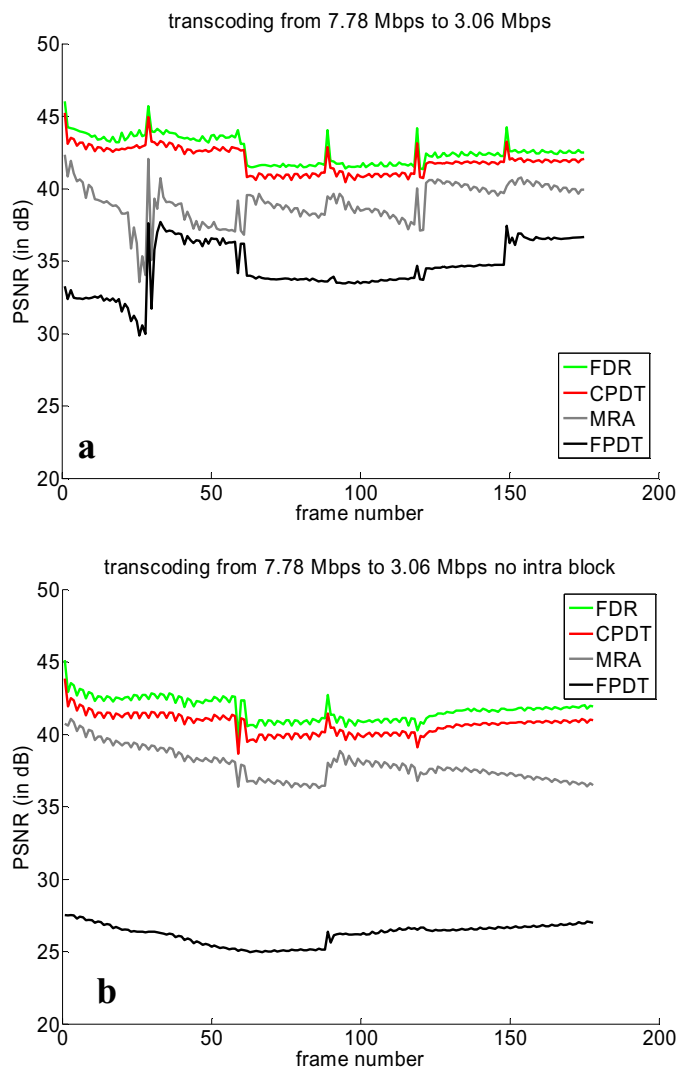 transcoding from 7.78 Mbps to 3.06 Mbps
50
45
40
35
30
25
20
PSNR (in dB)
a
FDR
CPDT
MRA
FPDT
0
50
100
150
200
frame number
transcoding from 7.78 Mbps to 3.06 Mbps no intra block
50
45
40
35
30
25
20
PSNR (in dB)
FDR
CPDT
MRA
FPDT
b
0
50
100
150
200
frame number